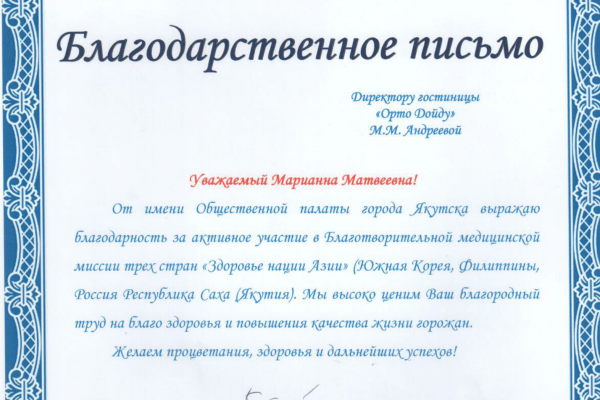 Благодарственное письмо
Директору гостиницы
«Орто Дойду»
М.М. Андреевой
Уважаемый Марианна Матвеевна!
От имени Общественной палаты города Якутска выражаю
благодарность за активное участие в Благотворительной медицинской
миссии трех стран «Здоровье нации Азии» (Южная Корея, Филиппины,
Россия Республика Саха (Якутия). Мы высоко ценим Ваш благородный
труд на благо здоровья и повышения качества жизни горожан.
Желаем процветания, здоровья и дальнейших успехов!